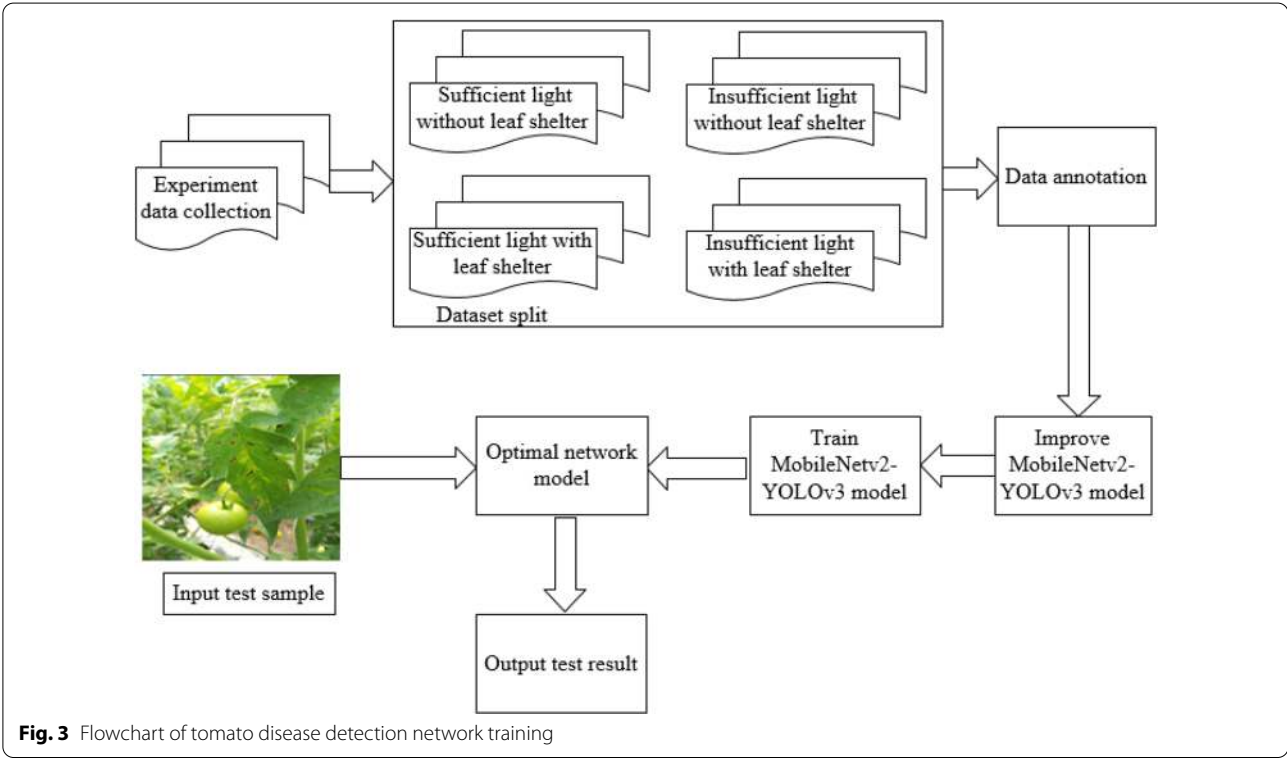 Experiment
data collection
Sufficient light
without leaf shelter
Insufficient light
without leaf shelter
Sufficient light with
leaf shelter
Insufficient light
with leaf shelter
Dataset split
Data annotation
Improve
MobileNetv2-
YOLOv3 model
Train
MobileNetv2-
YOLOv3 model
Optimal network
model
Input test sample
Output test result
Fig. 3 Flowchart of tomato disease detection network training